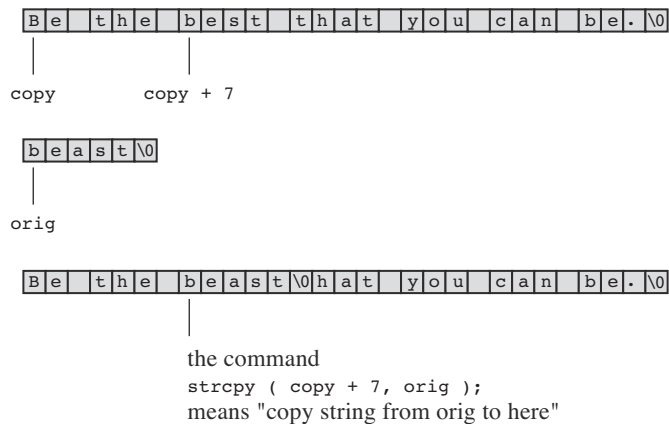 Be the best that you can be.\0
copy copy + 7
beast\0
orig
Be the beast\0hat you can be.\0
the command
strcpy ( copy + 7, orig );
means "copy string from orig to here"